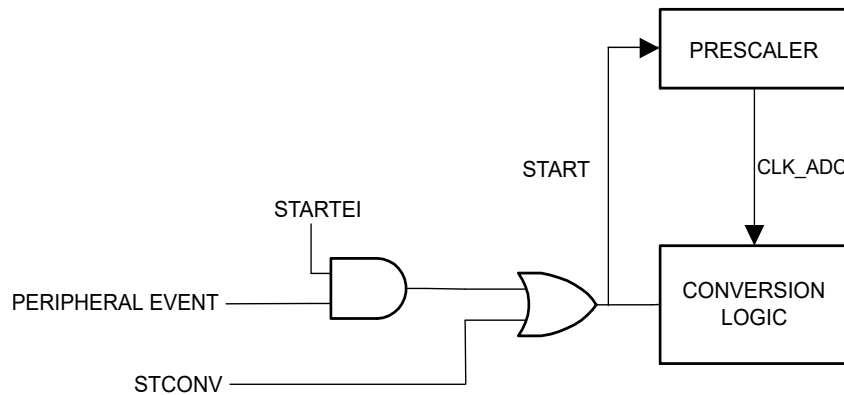 PRESCALER
START
CLK_ADC
STARTEI
PERIPHERAL EVENT
CONVERSION
LOGIC
STCONV